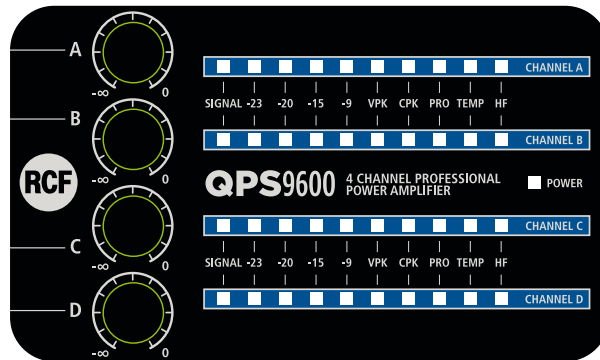 A
-∞ 0
B
-∞ 0
RCF
C
-∞ 0
D
-∞ 0
CHANNEL A
SIGNAL -23 -20 -15 -9 VPK CPK PRO TEMP HF
CHANNEL B
QPS9600 4 CHANNEL PROFESSIONAL
POWER AMPLIFIER
POWER
CHANNEL C
SIGNAL -23 -20 -15 -9 VPK CPK PRO TEMP HF
CHANNEL D